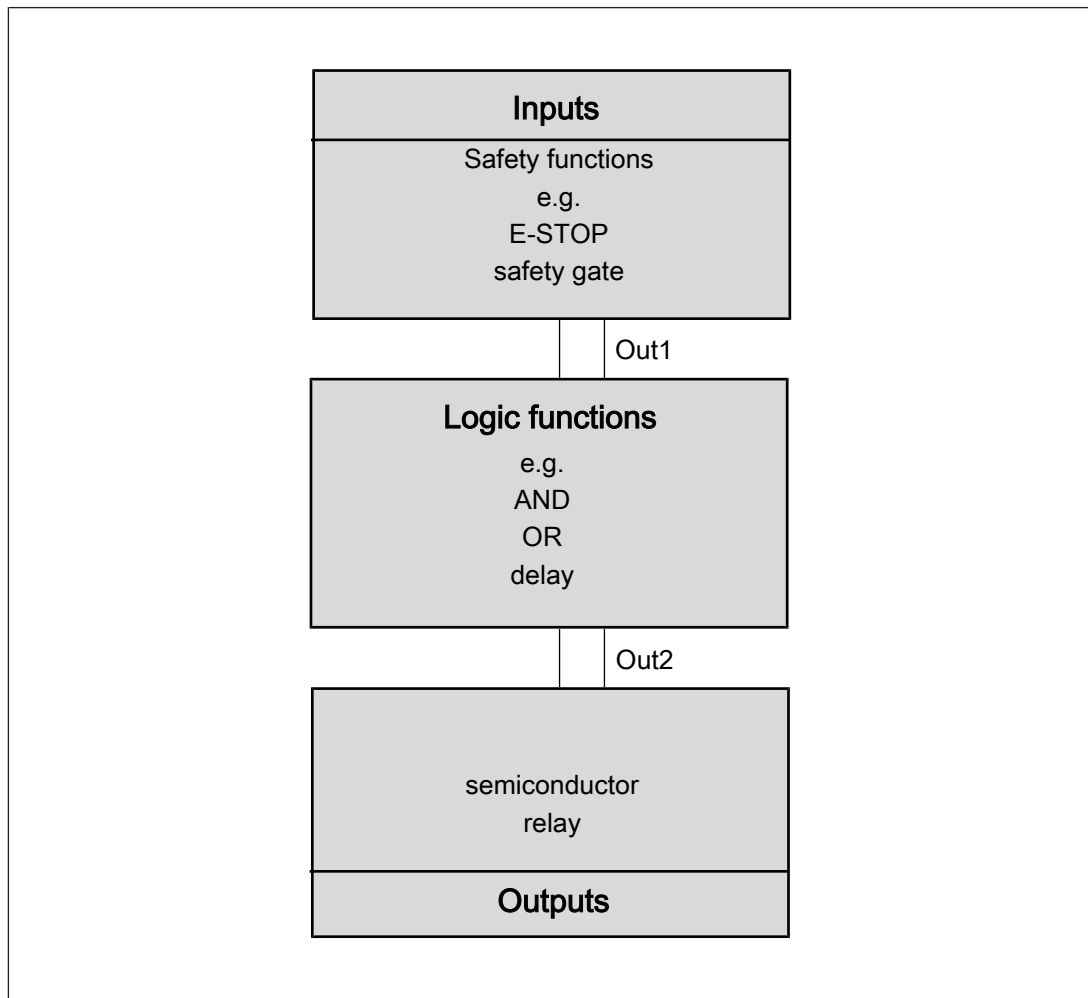 Inputs
Safety functions
e.g.
E-STOP
safety gate
Out1
Logic functions
e.g.
AND
OR
delay
Out2
semiconductor
relay
Outputs